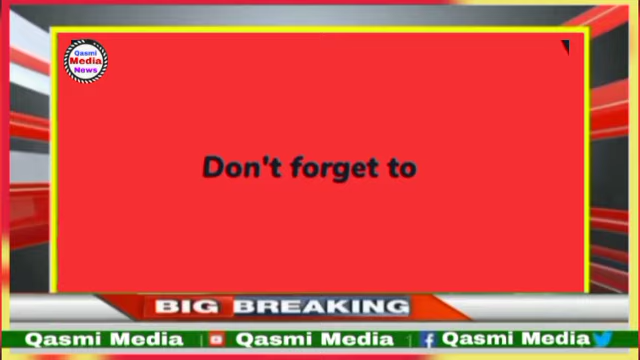 Qasmi
Media
News
Don't forget to
BIG BREAKING
Qasmi Media Qasmi Media Qasmi Media